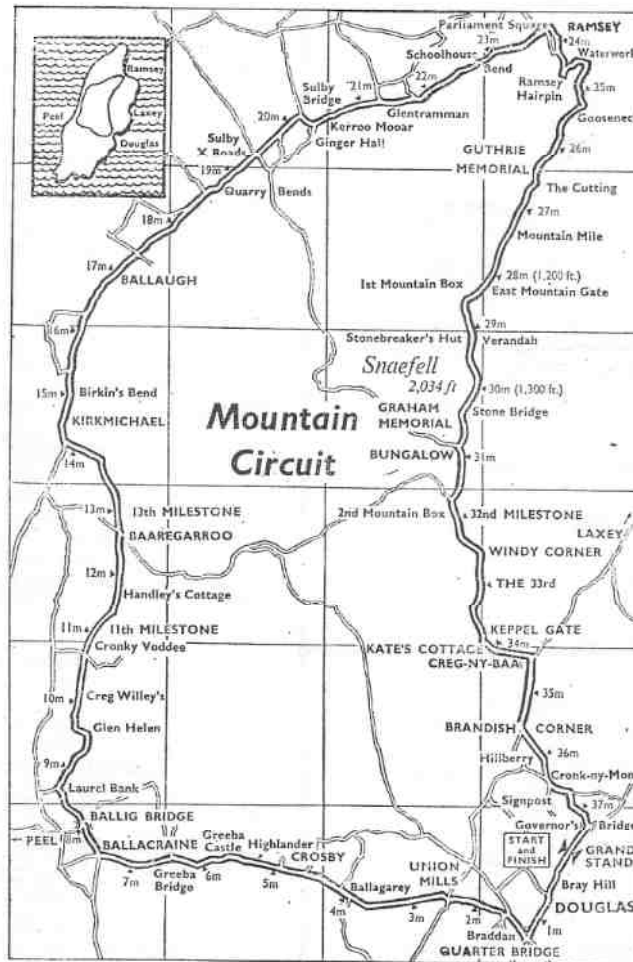 Parliament Square
RAMSEY
23m
24m
Waterwork
Schoolhouse
Bend
Ramsey
Hairpin
Ramsey
Peel
Laxey
Douglas
22m
21m
Sulby
Bridge
Glentramman
35m
Gooseneck
20m
Kerroo Mooar
Ginger Hall
Sulby
X Roads
GUTHRIE
MEMORIAL
26m
19m
The Cutting
Quarry Bends
27m
18m
Mountain Mile
17m
BALLAUGH
1st Mountain Box
28m (1,200 ft.)
East Mountain Gate
29m
16m
Stonebreaker's Hut
Verandah
Snaefell
2,034 ft
30m (1,300 ft.)
15m
Birkin's Bend
KIRKMICHAEL
Mountain
Circuit
GRAHAM
MEMORIAL
Stone Bridge
BUNGALOW
31m
14m
13m
13th MILESTONE
2nd Mountain Box
32nd MILESTONE
LAXEY
BAAREGARROO
WINDY CORNER
12m
THE 33rd
Handley's Cottage
11m
11th MILESTONE
KEPPEL GATE
34m
Cronky Voddee
KATE'S COTTAGE
CREG-NY-BAA
10m
Creg Willey's
35m
Glen Helen
BRANDISH CORNER
36m
9m
Hillberry
Cronk-ny-Mon
Laurel Bank
Signpost
37m
BALLIG BRIDGE
Governor's Bridge
PEEL
8m
Greeba
Castle
START
and
FINISH
GRAND
STAND
BALLACRAINE
Highlander
CROSBY
7m
Greeba
Bridge
6m
5m
UNION
MILLS
Bray Hill
Ballagarey
4m
3m
2m
DOUGLAS
Braddan
1m
QUARTER BRIDGE